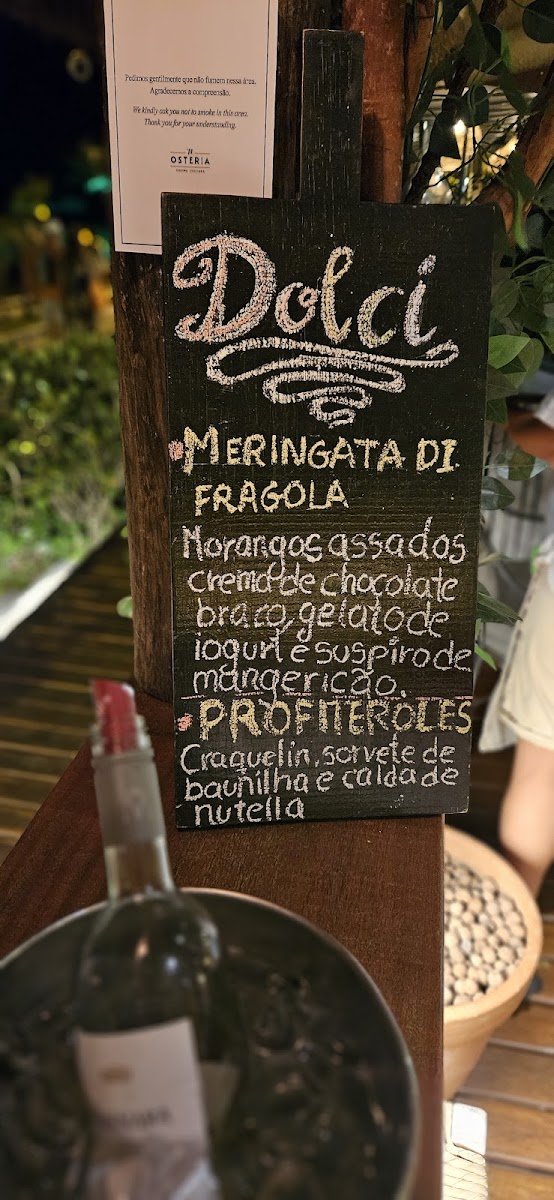 Pedimos gentilmente que não fumem nessa área.
Agradecemos a compreensão.
We kindly ask you not to smoke in this area.
Thank you for your understanding.
OSTERIA
Dolci
MERINGATA DI
FRAGOLA
Morangos assados
crema de chocolate
braco, gelato de
iogurt e suspiro de
mangericão.
PROFITEROLES
Craquelin, sorvete de
baunilha e calda de
nutella